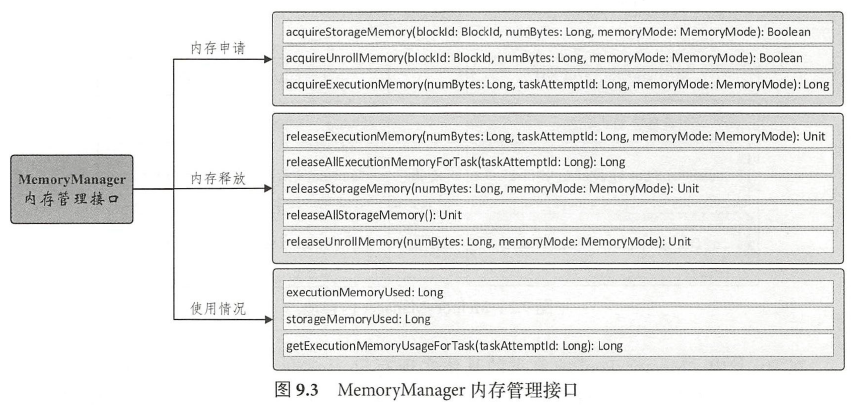 内存申请
acquireStorageMemory(blockId: BlockId, numBytes: Long, memoryMode: MemoryMode): Boolean
acquireUnrollMemory(blockId: BlockId, numBytes: Long, memoryMode: MemoryMode): Boolean
acquireExecutionMemory(numBytes: Long, taskAttemptId: Long, memoryMode: MemoryMode): Long
MemoryManager
内存管理接口
内存释放
releaseExecutionMemory(numBytes: Long, taskAttemptId: Long, memoryMode: MemoryMode): Unit
releaseAllExecutionMemoryForTask(taskAttemptId: Long): Long
releaseStorageMemory(numBytes: Long, memoryMode: MemoryMode): Unit
releaseAllStorageMemory(): Unit
releaseUnrollMemory(numBytes: Long, memoryMode: MemoryMode): Unit
使用情况
executionMemoryUsed: Long
storageMemoryUsed: Long
getExecutionMemoryUsageForTask(taskAttemptId: Long): Long
图 9.3 MemoryManager 内存管理接口